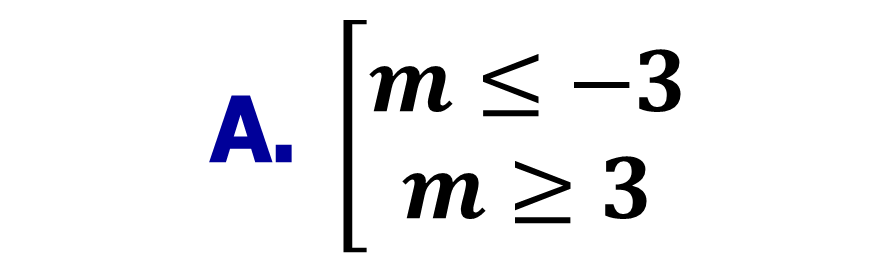 A. [ m ≤ −3
m ≥ 3